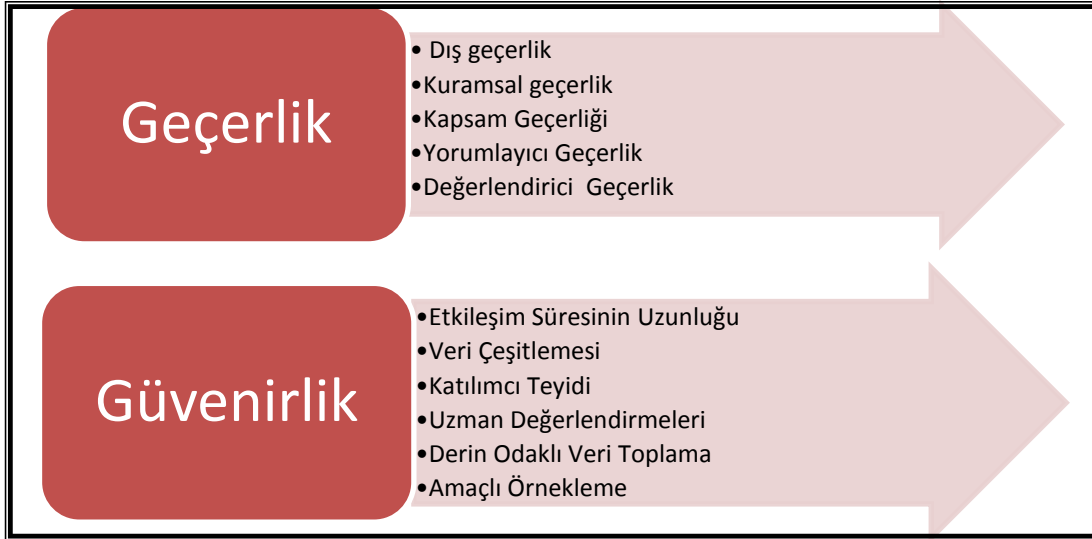 Geçerlik
• Dış geçerlik
•Kuramsal geçerlik
•Kapsam Geçerliği
•Yorumlayıcı Geçerlik
•Değerlendirici  Geçerlik
Güvenirlik
•Etkileşim Süresinin Uzunluğu
•Veri Çeşitlemesi
•Katılımcı Teyidi
•Uzman Değerlendirmeleri
•Derin Odaklı Veri Toplama
•Amaçlı Örnekleme